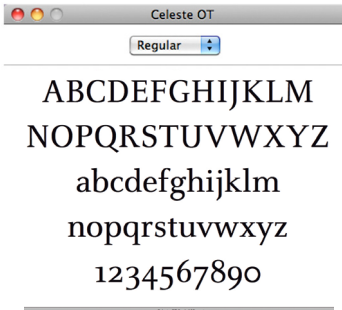 Celeste OT
Regular
ABCDEFGHIJKLM
NOPQRSTUVWXYZ
abcdefghijklm
nopqrstuvwxyz
1234567890